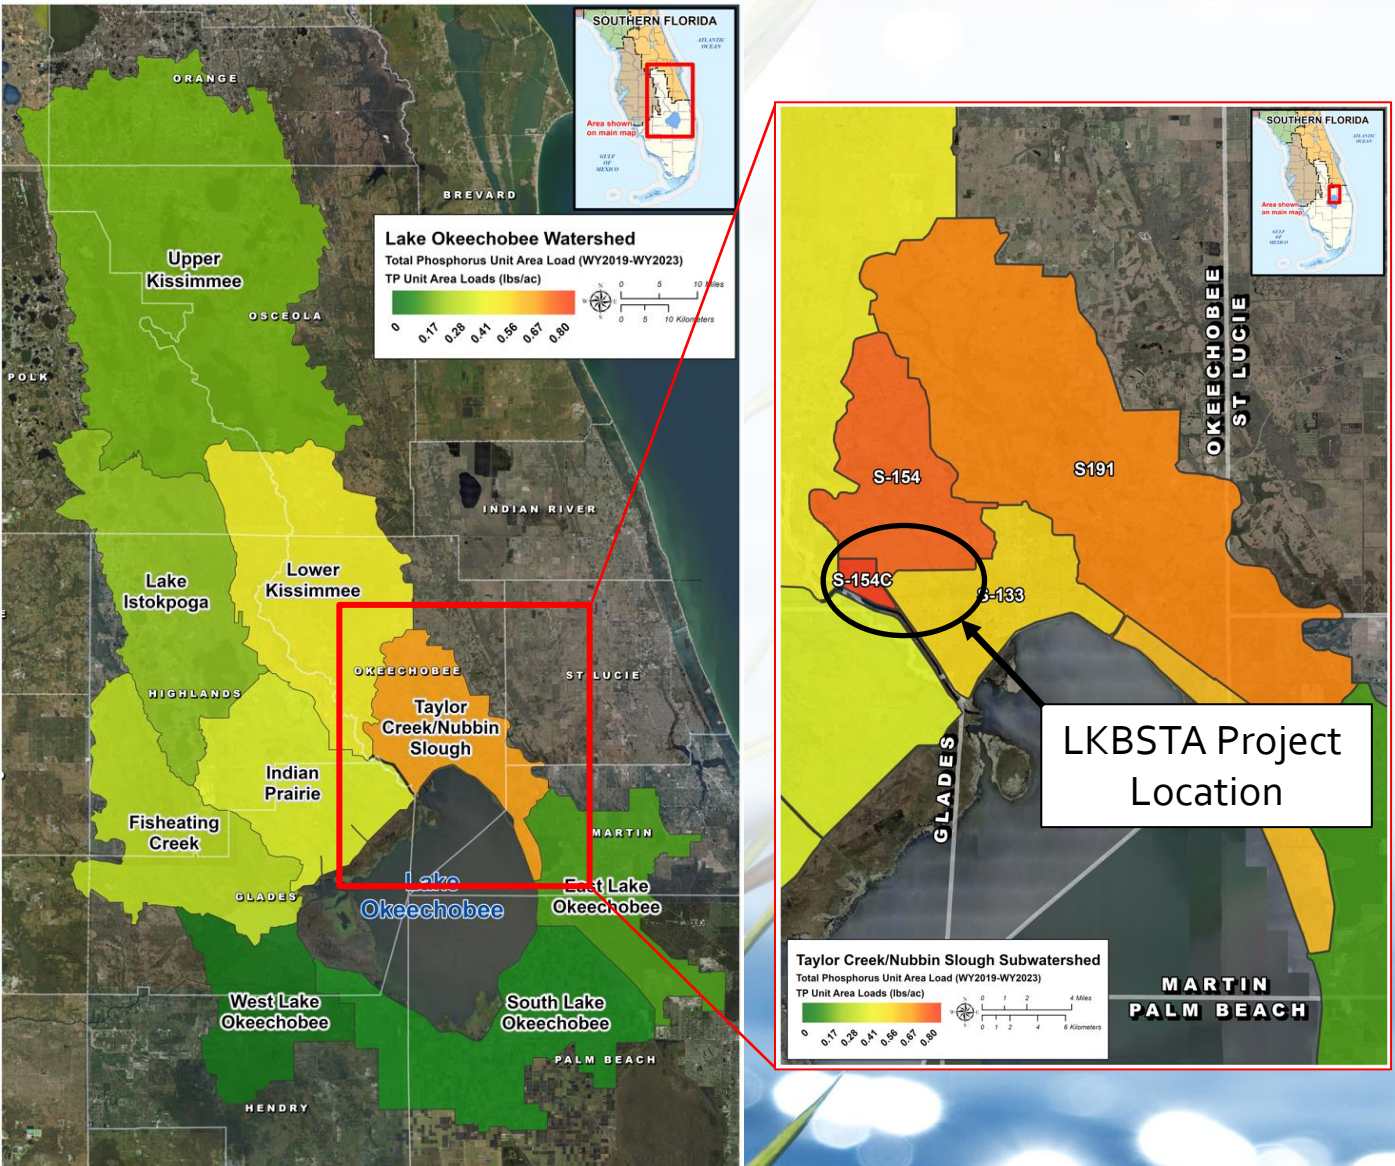 SOUTHERN FLORIDA
ATLANTIC
OCEAN
Area shown
on main map
GULF
OF
MEXICO
ORANGE
BREVARD
Lake Okeechobee Watershed
Total Phosphorus Unit Area Load (WY2019-WY2023)
TP Unit Area Loads (lbs/ac)
0
0.17
0.28
0.41
0.56
0.67
0.80
N
W
E
S
0 5 10 Miles
0 5 10 Kilometers
Upper
Kissimmee
OSCEOLA
POLK
INDIAN RIVER
Lake
Istokpoga
Lower
Kissimmee
OKEECHOBEE
ST LUCIE
HIGHLANDS
Taylor
Creek/Nubbin
Slough
Indian
Prairie
Fisheating
Creek
MARTIN
GLADES
Lake
Okeechobee
East Lake
Okeechobee
West Lake
Okeechobee
South Lake
Okeechobee
PALM BEACH
HENDRY
SOUTHERN FLORIDA
ATLANTIC
OCEAN
Area shown
on main map
GULF
OF
MEXICO
OKEECHOBEE
ST LUCIE
S-154
S191
S-154C
S-133
LKBSTA Project
Location
GLADES
Taylor Creek/Nubbin Slough Subwatershed
Total Phosphorus Unit Area Load (WY2019-WY2023)
TP Unit Area Loads (lbs/ac)
0
0.17
0.28
0.41
0.56
0.67
0.80
N
W
E
S
0 1 2 4 Miles
0 1 2 4 6 Kilometers
MARTIN
PALM BEACH